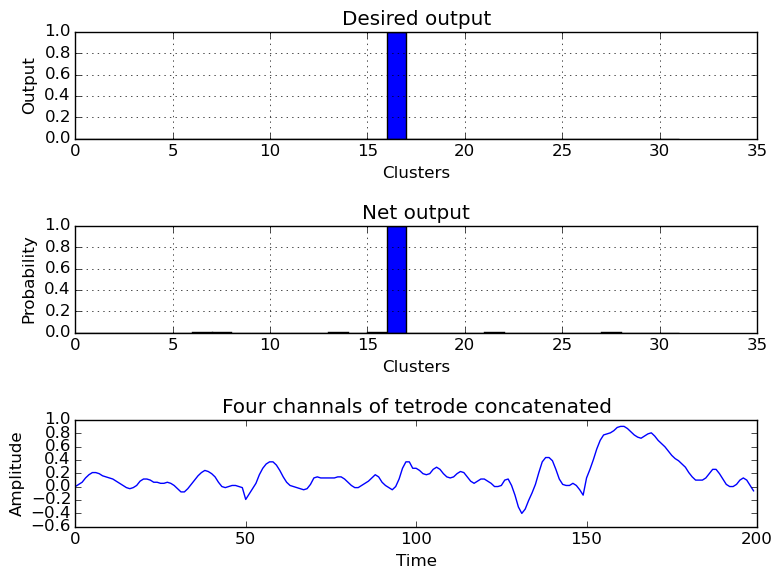 Desired output
1.0
0.8
0.6
0.4
0.2
0.0
Output
0 5 10 15 20 25 30 35
Clusters
Net output
1.0
0.8
0.6
0.4
0.2
0.0
Probability
0 5 10 15 20 25 30 35
Clusters
Four channals of tetrode concatenated
1.0
0.8
0.6
0.4
0.2
0.0
−0.2
−0.4
−0.6
Amplitude
0 50 100 150 200
Time